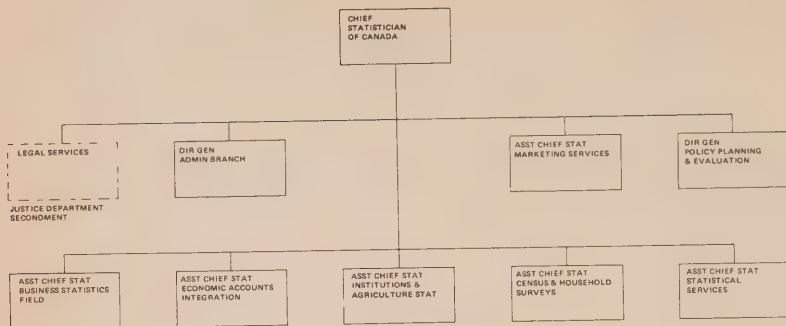 CHIEF
STATISTICIAN
OF CANADA
LEGAL SERVICES
JUSTICE DEPARTMENT
SECONDMENT
DIR GEN
ADMIN BRANCH
ASST CHIEF STAT
MARKETING SERVICES
DIR GEN
POLICY PLANNING
& EVALUATION
ASST CHIEF STAT
BUSINESS STATISTICS
FIELD
ASST CHIEF STAT
ECONOMIC ACCOUNTS
INTEGRATION
ASST CHIEF STAT
INSTITUTIONS &
AGRICULTURE STAT
ASST CHIEF STAT
CENSUS & HOUSEHOLD
SURVEYS
ASST CHIEF STAT
STATISTICAL
SERVICES